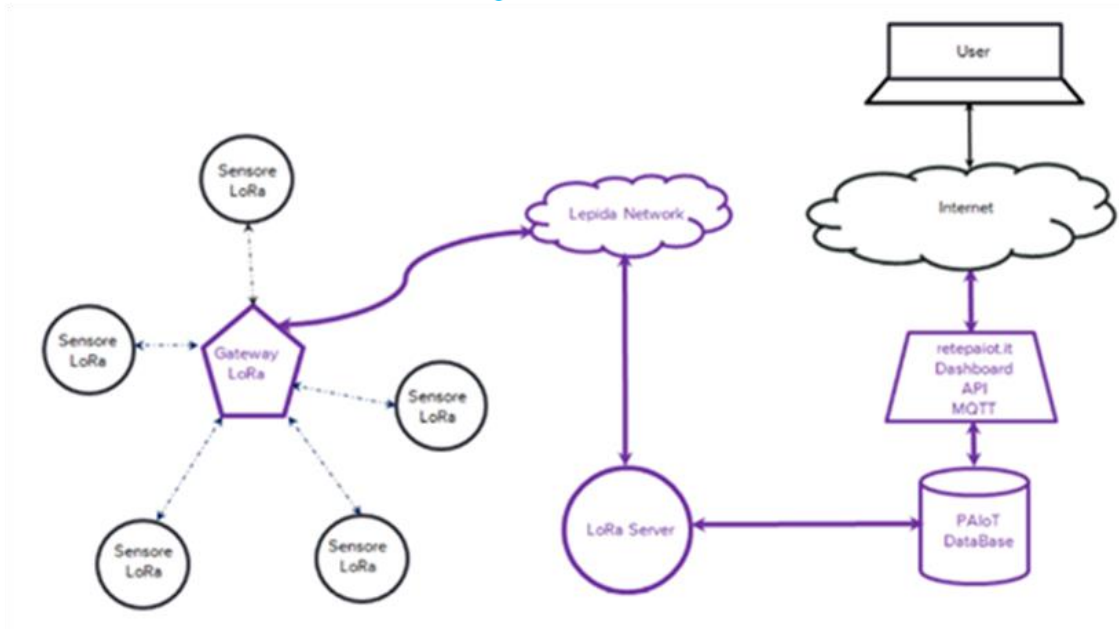 User
Sensore
LoRa
Lepida Network
Internet
Sensore
LoRa
Gateway
LoRa
retepaiot.it
Dashboard
API
MQTT
Sensore
LoRa
LoRa Server
PAIoT
DataBase
Sensore
LoRa
Sensore
LoRa